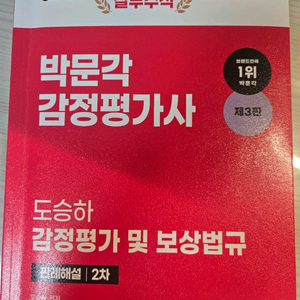 박문각
감정평가사
브랜드만족
1위
박문각
제3판
도승하
감정평가 및 보상법규
판례해설 2차